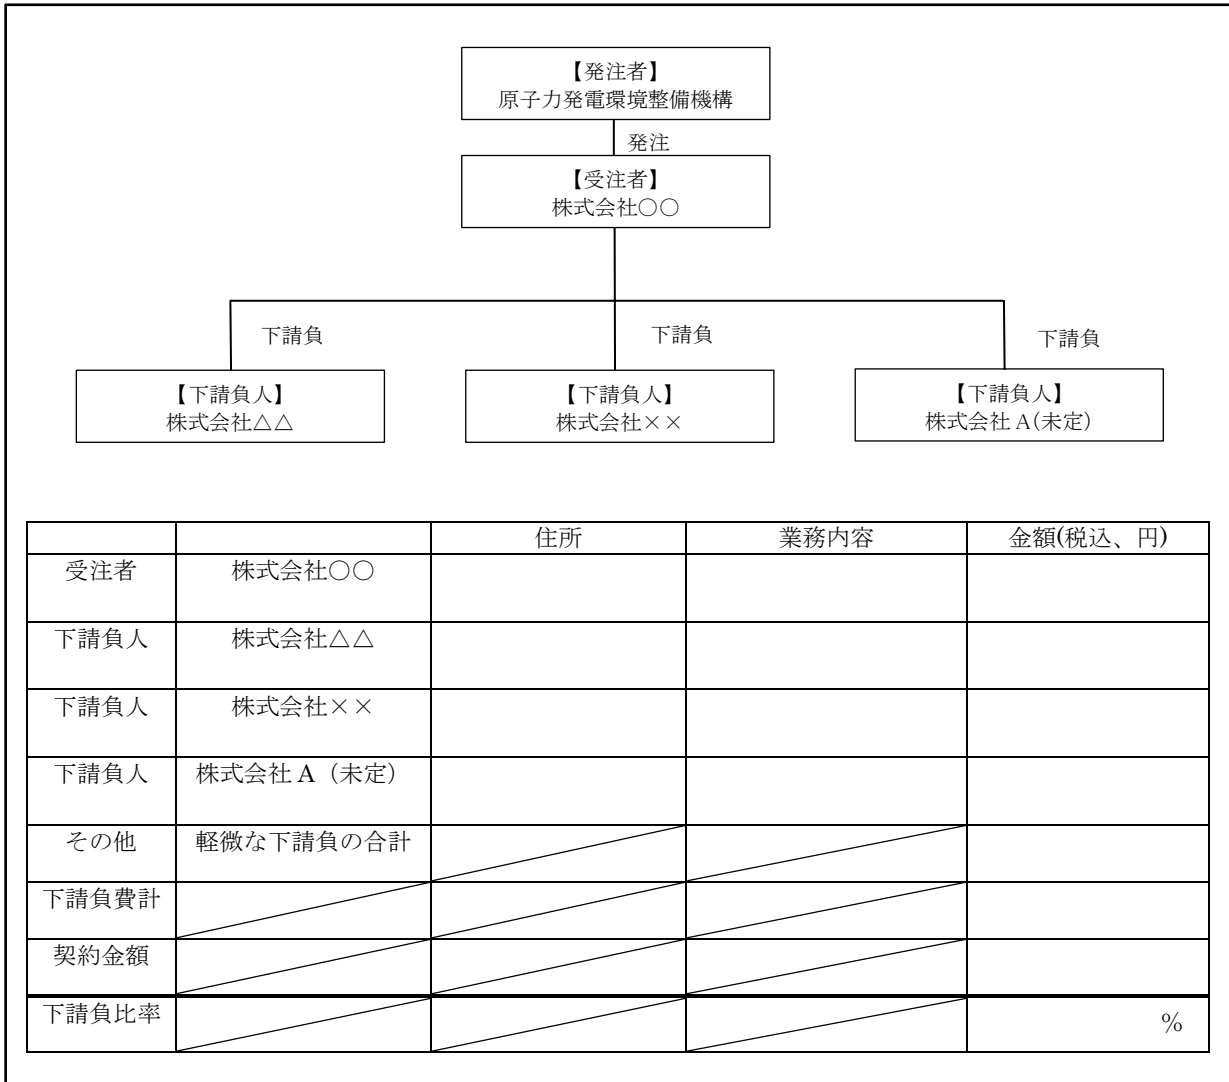 【発注者】
原子力発電環境整備機構
発注
【受注者】
株式会社○○
下請負
下請負
下請負
【下請負人】
株式会社△△
【下請負人】
株式会社××
【下請負人】
株式会社 A(未定)
住所 業務内容 金額(税込、円)
受注者 株式会社○○
下請負人 株式会社△△
下請負人 株式会社××
下請負人 株式会社 A（未定）
その他 軽微な下請負の合計
下請負費計
契約金額
下請負比率 %